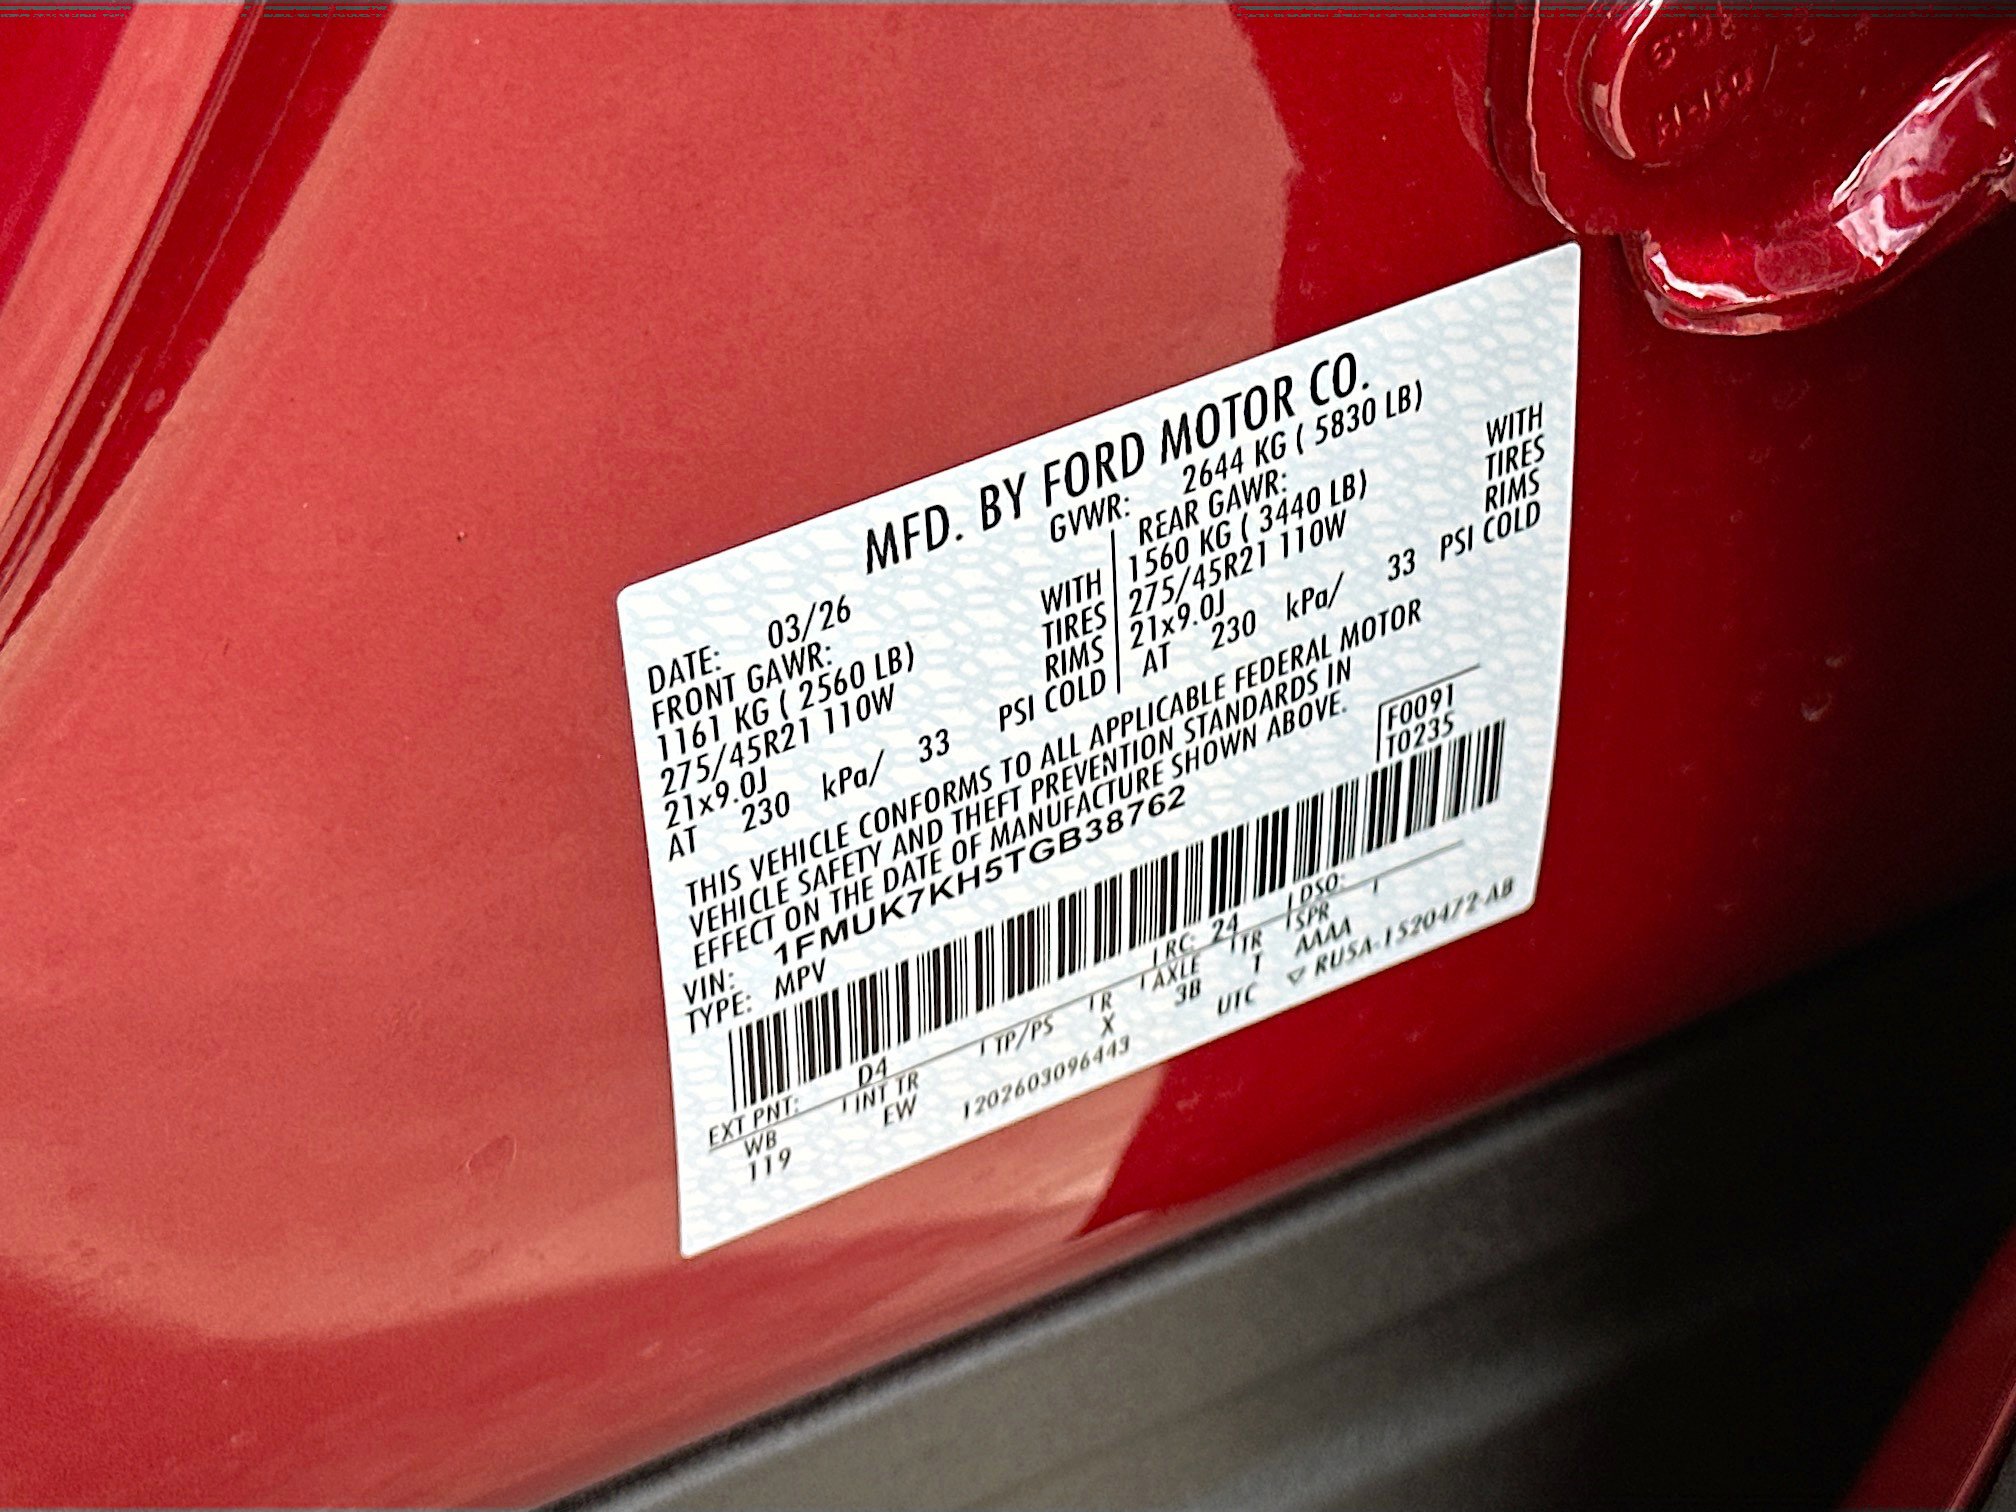 MFD. BY FORD MOTOR CO.
GVWR: 2644 KG ( 5830 LB)
DATE: 03/26
FRONT GAWR:
1161 KG ( 2560 LB) WITH
275/45R21 110W TIRES
21x9.0J RIMS
AT 230 kPa/ 33 PSI COLD
REAR GAWR:
1560 KG ( 3440 LB) WITH
275/45R21 110W TIRES
21x9.0J RIMS
AT 230 kPa/ 33 PSI COLD
THIS VEHICLE CONFORMS TO ALL APPLICABLE FEDERAL MOTOR
VEHICLE SAFETY AND THEFT PREVENTION STANDARDS IN
EFFECT ON THE DATE OF MANUFACTURE SHOWN ABOVE.
F0091
T0235
VIN: 1FMUK7KH5TGB38762
TYPE: MPV
EXT PNT: D4 RC: 24 DSO:
WB INT TR TP/PS R AXLE TR SPR
119 EW X 3B T AAAA
1202603096443 UTC ▽ RUSA-1520472-AB